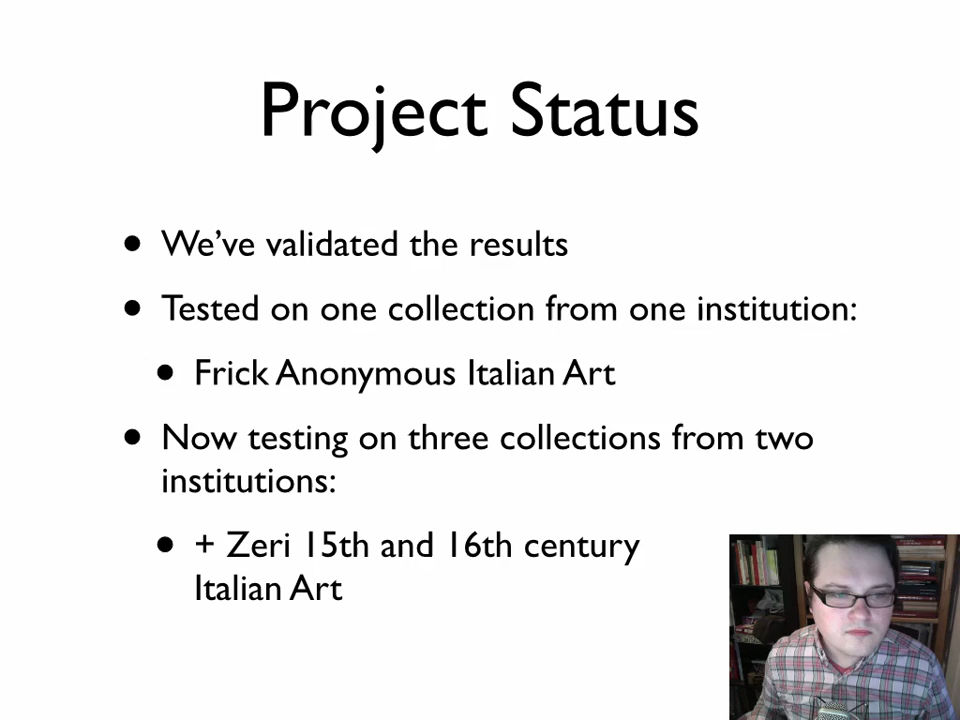 Project Status
• We’ve validated the results
• Tested on one collection from one institution:
• Frick Anonymous Italian Art
• Now testing on three collections from two
institutions:
• + Zeri 15th and 16th century
Italian Art